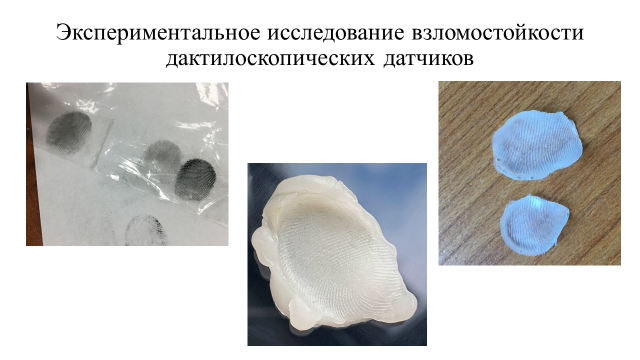 Экспериментальное исследование взломостойкости
дактилоскопических датчиков